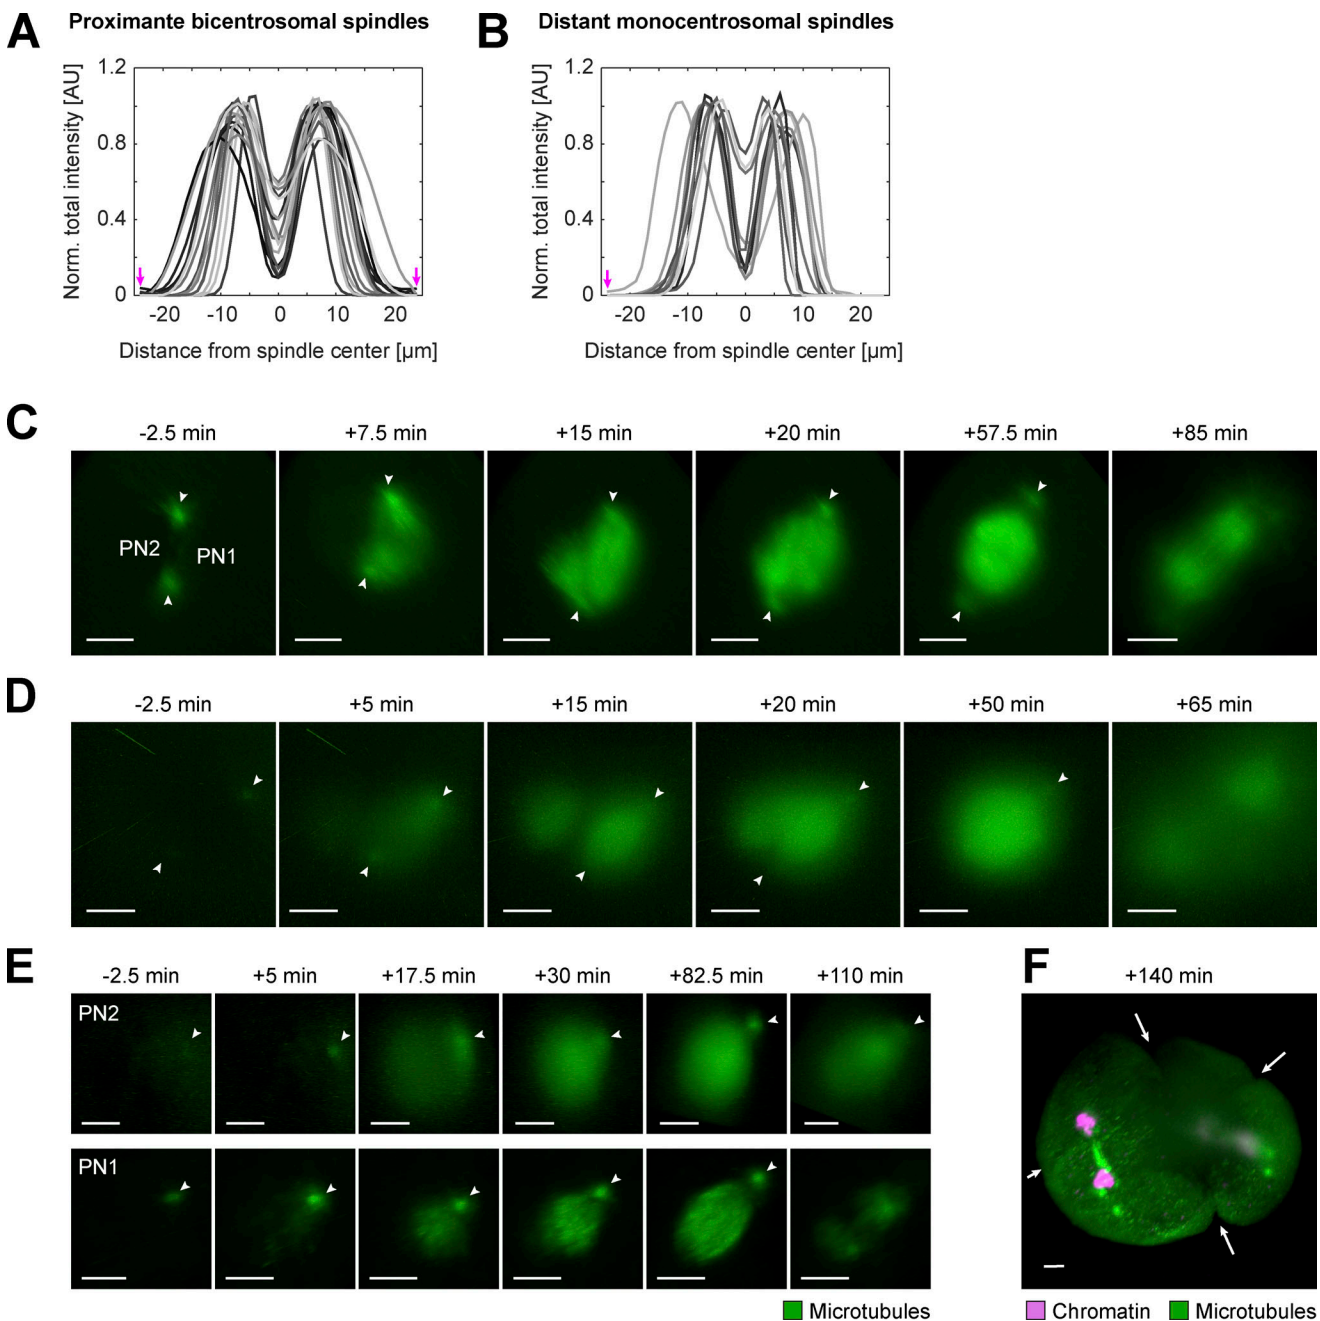 A Proximante bicentrosomal spindles
Norm. total intensity [AU]
1.2
0.8
0.4
0
-20 -10 0 10 20
Distance from spindle center [µm]
B Distant monocentrosomal spindles
Norm. total intensity [AU]
1.2
0.8
0.4
0
-20 -10 0 10 20
Distance from spindle center [µm]
C
-2.5 min +7.5 min +15 min +20 min +57.5 min +85 min
PN2 PN1
D
-2.5 min +5 min +15 min +20 min +50 min +65 min
E
-2.5 min +5 min +17.5 min +30 min +82.5 min +110 min
PN2
PN1
Microtubules
F
+140 min
Chromatin Microtubules